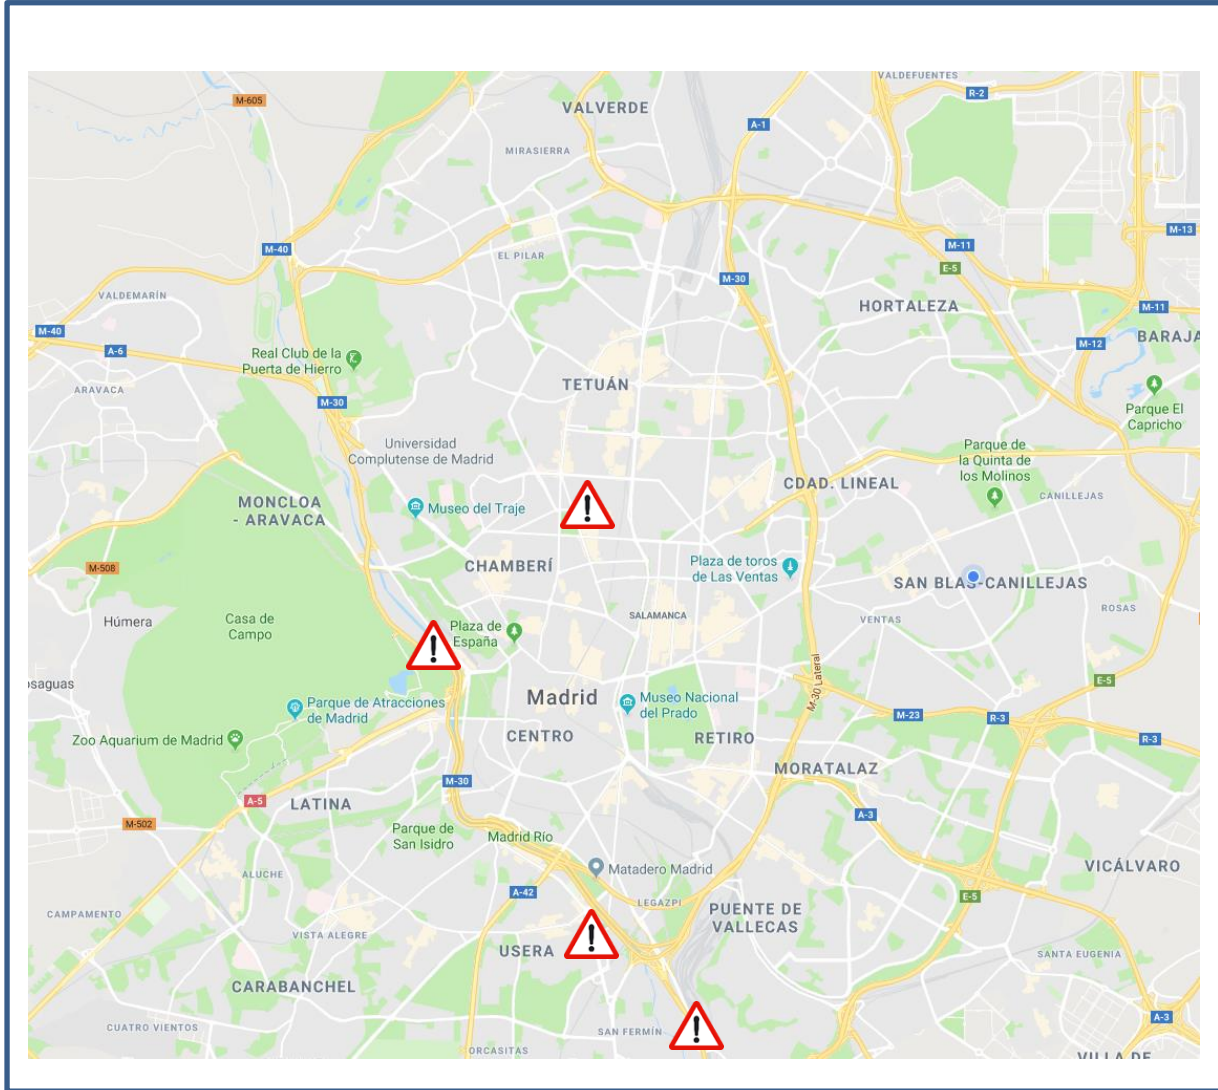 VALDEFUENTES
R-2
M-605
VALVERDE
A-1
MIRASIERRA
M-13
M-40
M-11
EL PILAR
E-5
M-30
VALDEMARÍN
HORTALEZA
M-11
M-40
A-6
Real Club de la
Puerta de Hierro
M-12
BARAJA
ARAVACA
TETUÁN
M-30
Parque El
Capricho
Universidad
Complutense de Madrid
Parque de
la Quinta de
los Molinos
CDAD. LINEAL
CANILLEJAS
MONCLOA
- ARAVACA
Museo del Traje
!
M-508
CHAMBERÍ
Plaza de toros
de Las Ventas
SAN BLAS-CANILLEJAS
ROSAS
Húmera
Casa de
Campo
Plaza de
España
SALAMANCA
VENTAS
!
osaguas
M-30 Lateral
E-5
Parque de Atracciones
de Madrid
Madrid
Museo Nacional
del Prado
M-23
R-3
Zoo Aquarium de Madrid
CENTRO
RETIRO
R-3
MORATALAZ
M-30
A-5
LATINA
M-502
Parque de
San Isidro
Madrid Río
A-3
Matadero Madrid
VICÁLVARO
ALUCHE
A-42
LEGAZPI
E-5
CAMPAMENTO
PUENTE DE
VALLECAS
VISTA ALEGRE
!
USERA
SANTA EUGENIA
CARABANCHEL
A-3
CUATRO VIENTOS
SAN FERMÍN
!
ORCASITAS
VILLA DE